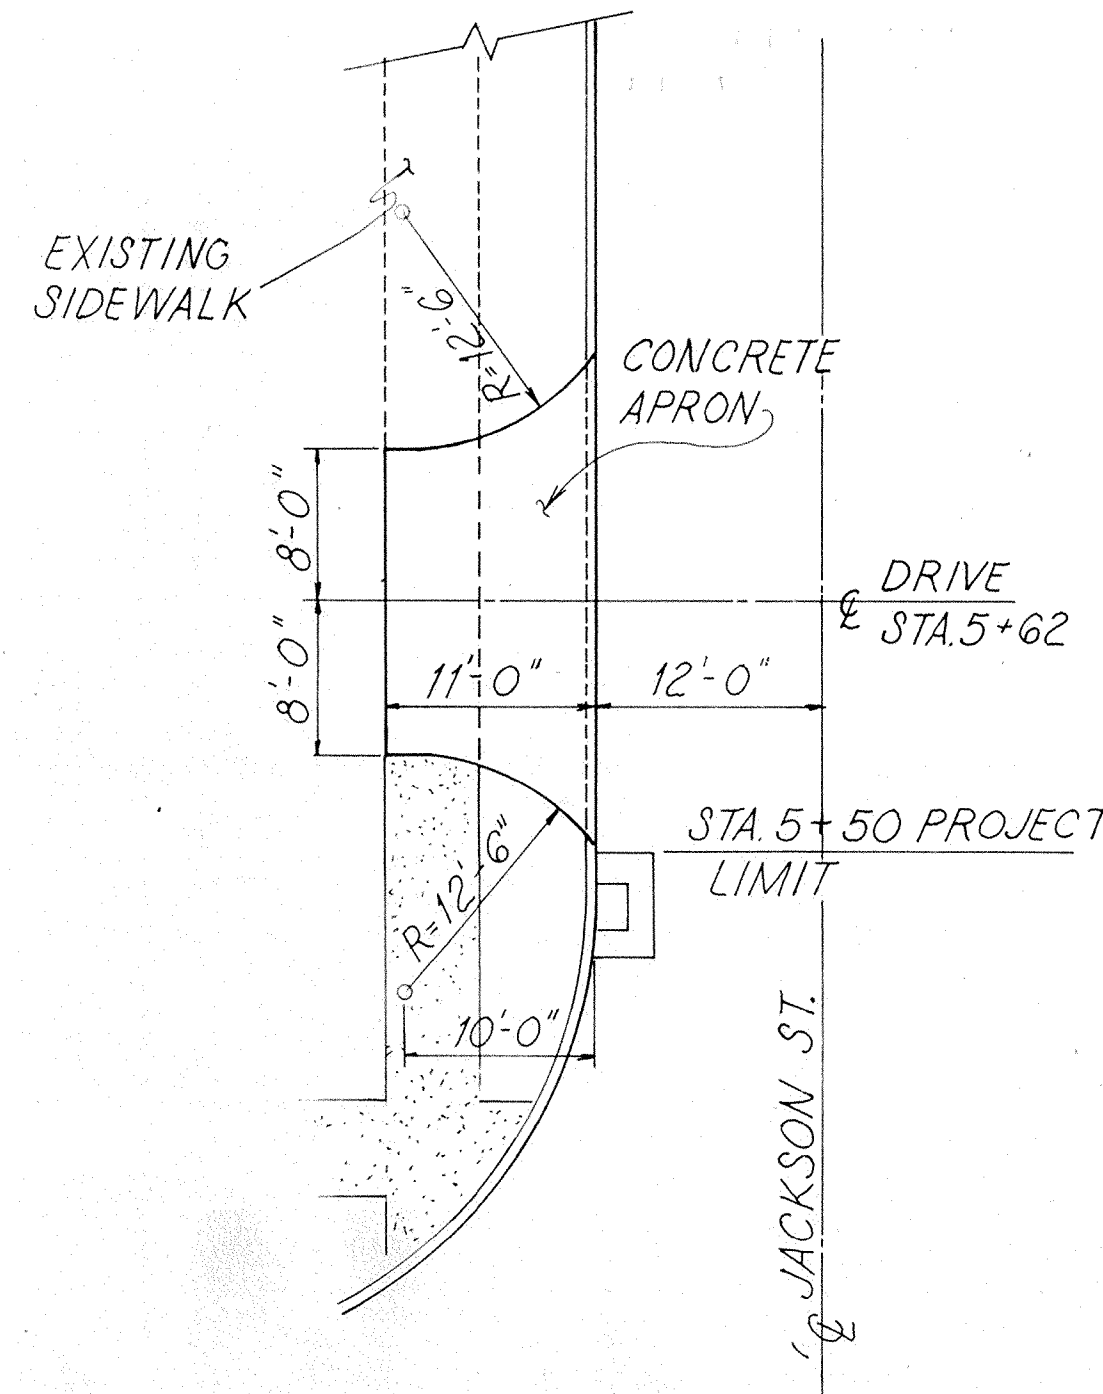 EXISTING
SIDEWALK
R=12'-6"
CONCRETE
APRON
8'-0"
DRIVE
℄ STA.5+62
8'-0"
11'-0"
12'-0"
STA.5+50 PROJECT
LIMIT
R=12'-6"
10'-0"
℄ JACKSON ST.